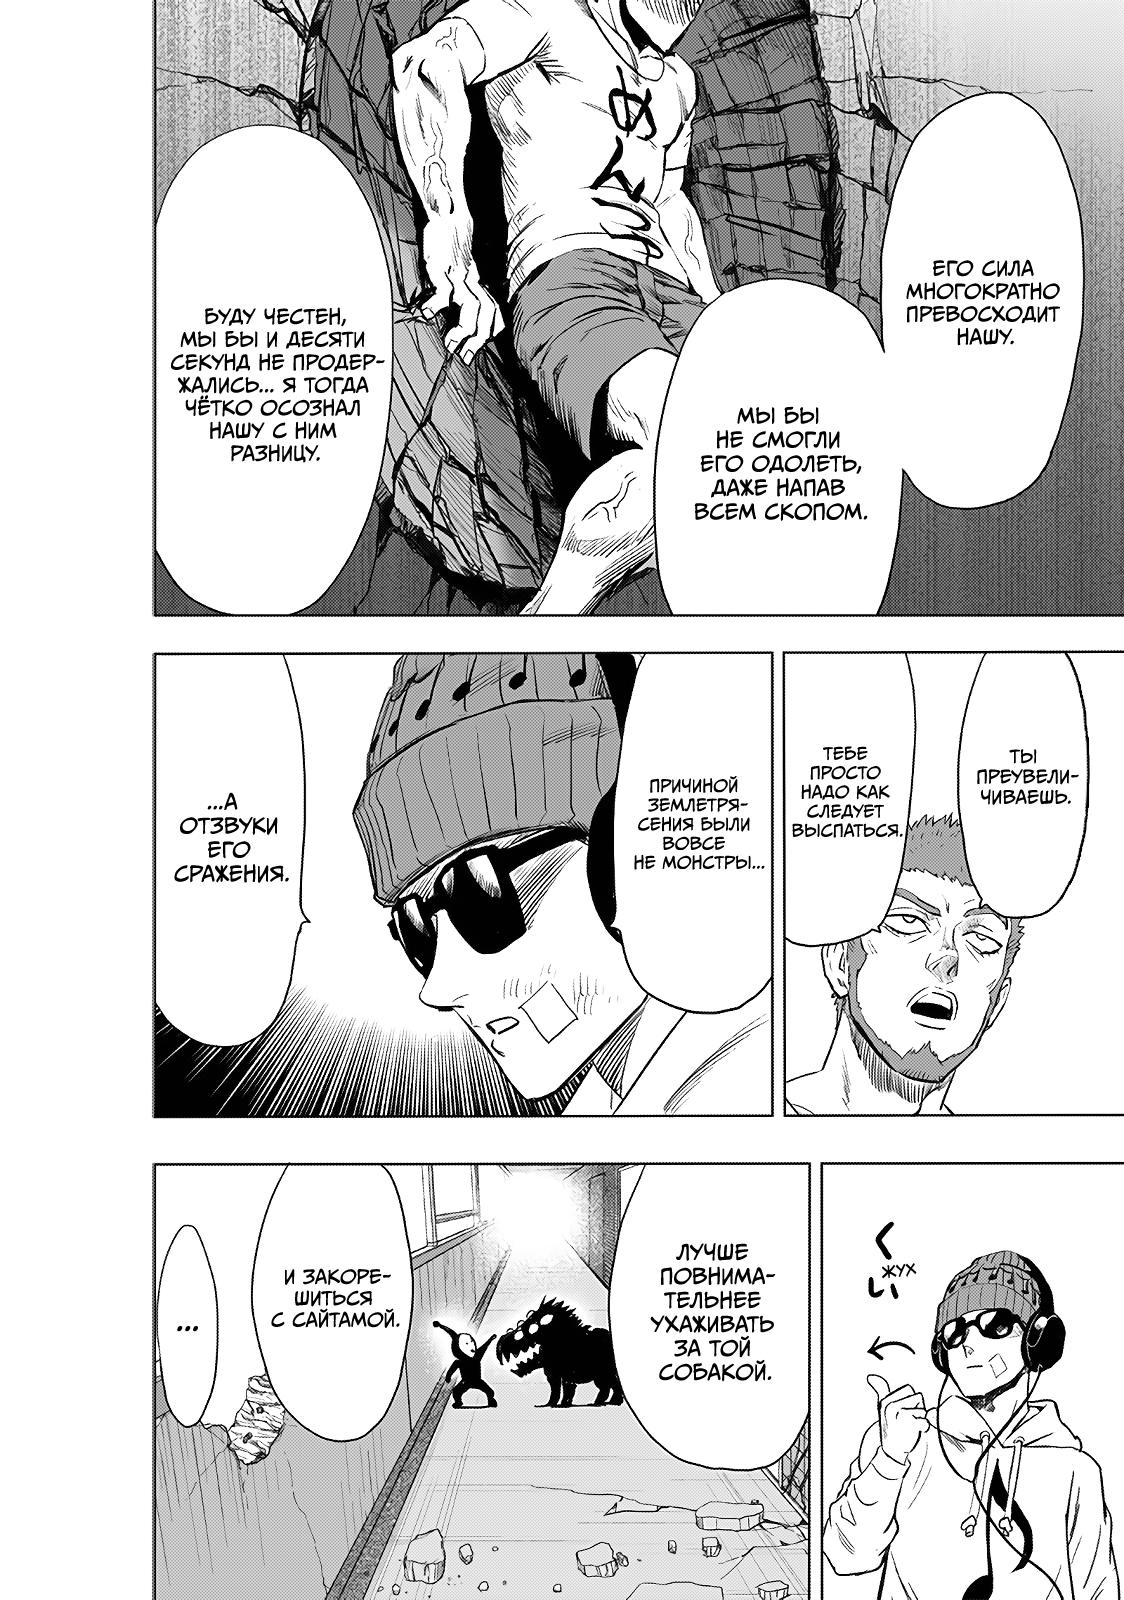 ЕГО СИЛА
МНОГОКРАТНО
ПРЕВОСХОДИТ
НАШУ.
МЫ БЫ
НЕ СМОГЛИ
ЕГО ОДОЛЕТЬ,
ДАЖЕ НАПАВ
ВСЕМ СКОПОМ.
БУДУ ЧЕСТЕН,
МЫ БЫ И ДЕСЯТИ
СЕКУНД НЕ ПРОДЕР-
ЖАЛИСЬ... Я ТОГДА
ЧЁТКО ОСОЗНАЛ
НАШУ С НИМ
РАЗНИЦУ.
ТЫ
ПРЕУВЕЛИ-
ЧИВАЕШЬ.
ТЕБЕ
ПРОСТО
НАДО КАК
СЛЕДУЕТ
ВЫСПАТЬСЯ.
ПРИЧИНОЙ
ЗЕМЛЕТРЯ-
СЕНИЯ БЫЛИ
ВОВСЕ
НЕ МОНСТРЫ...
...А
ОТЗВУКИ
ЕГО
СРАЖЕНИЯ.
くい
ЖУХ
ЛУЧШЕ
ПОВНИМА-
ТЕЛЬНЕЕ
УХАЖИВАТЬ
ЗА ТОЙ
СОБАКОЙ.
И ЗАКОРЕ-
ШИТЬСЯ
С САЙТАМОЙ.
...